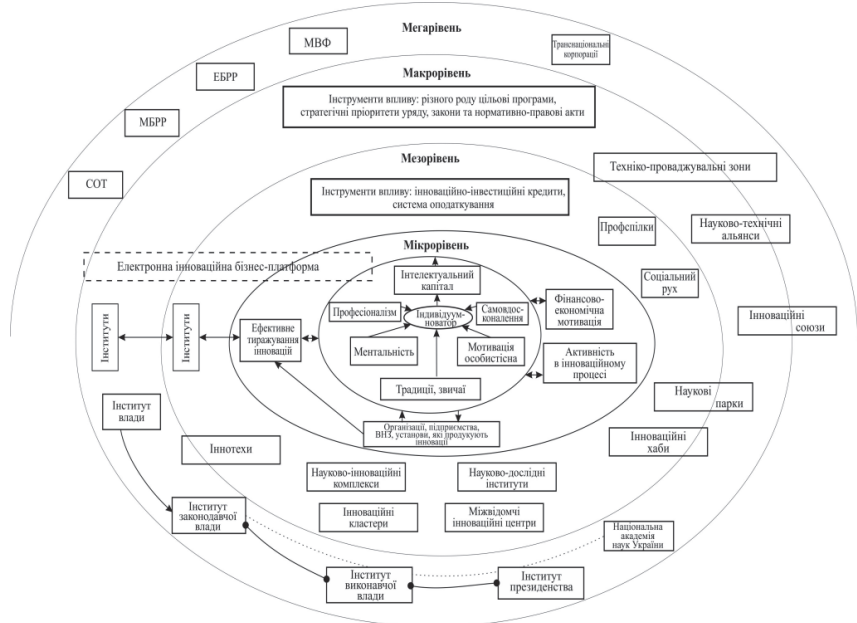 Мегарівень
МВФ
Транснаціональні
корпорації
ЕБРР
Макрорівень
Інструменти впливу: різного роду цільові програми,
стратегічні пріоритети уряду, закони та нормативно-правові акти
МБРР
Мезорівень
Техніко-проваджувальні зони
СОТ
Інструменти впливу: інноваційно-інвестиційні кредити,
система оподаткування
Профспілки
Науково-технічні
альянси
Мікрорівень
Електронна інноваційна бізнес-платформа
Інтелектуальний
капітал
Соціальний
рух
Професіоналізм
Індивідуум-
новатор
Самовдос-
коналення
Фінансово-
економічна
мотивація
Інноваційні
союзи
Інститути
Інститути
Ефективне
тиражування
інновацій
Ментальність
Мотивація
особистісна
Активність
в інноваційному
процесі
Традиції, звичаї
Наукові
парки
Інститут
влади
Організації, підприємства,
ВНЗ, установи, які продукують
інновації
Інноваційні
хаби
Іннотехи
Науково-інноваційні
комплекси
Науково-дослідні
інститути
Інститут
законодавчої
влади
Інноваційні
кластери
Міжвідомчі
інноваційні центри
Національна
академія
наук України
Інститут
виконавчої
влади
Інститут
президенства